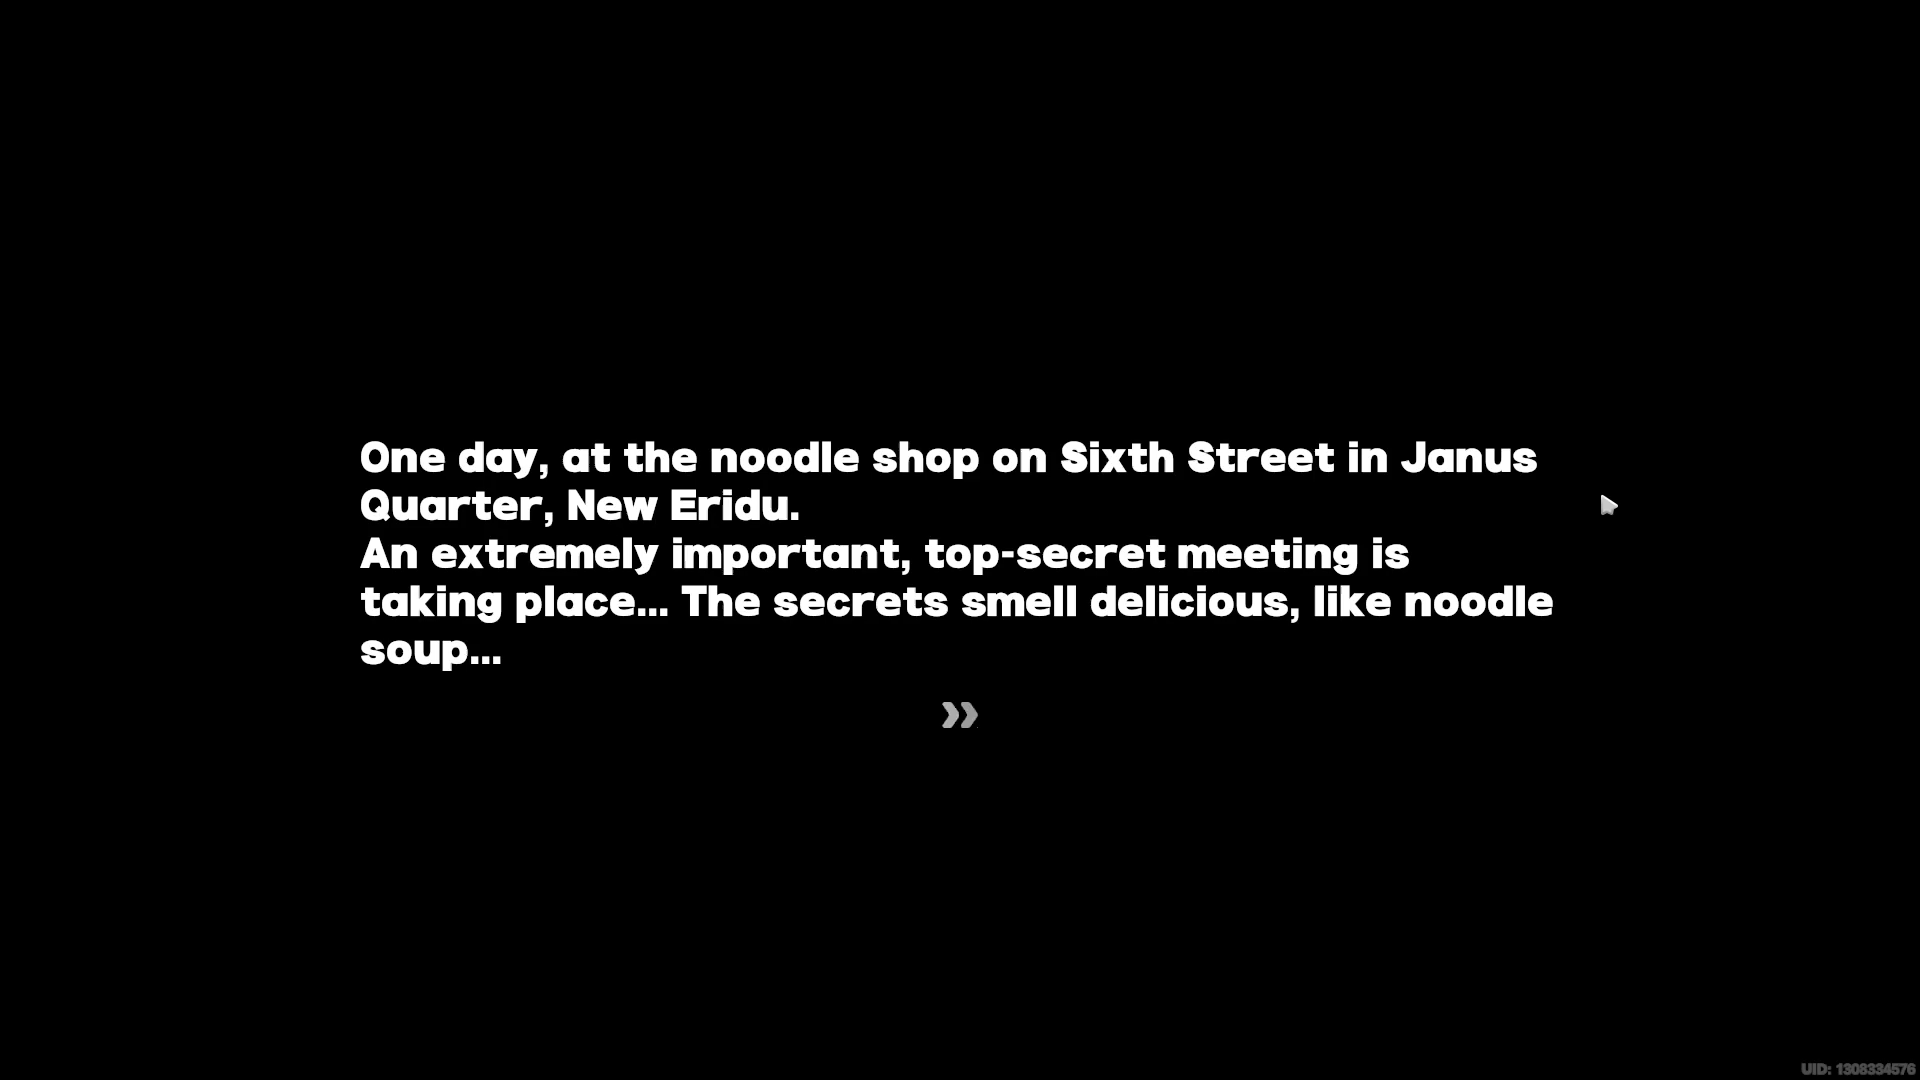 One day, at the noodle shop on Sixth Street in Janus
Quarter, New Eridu.
An extremely important, top-secret meeting is
taking place... The secrets smell delicious, like noodle
soup...
UID: 1308334576